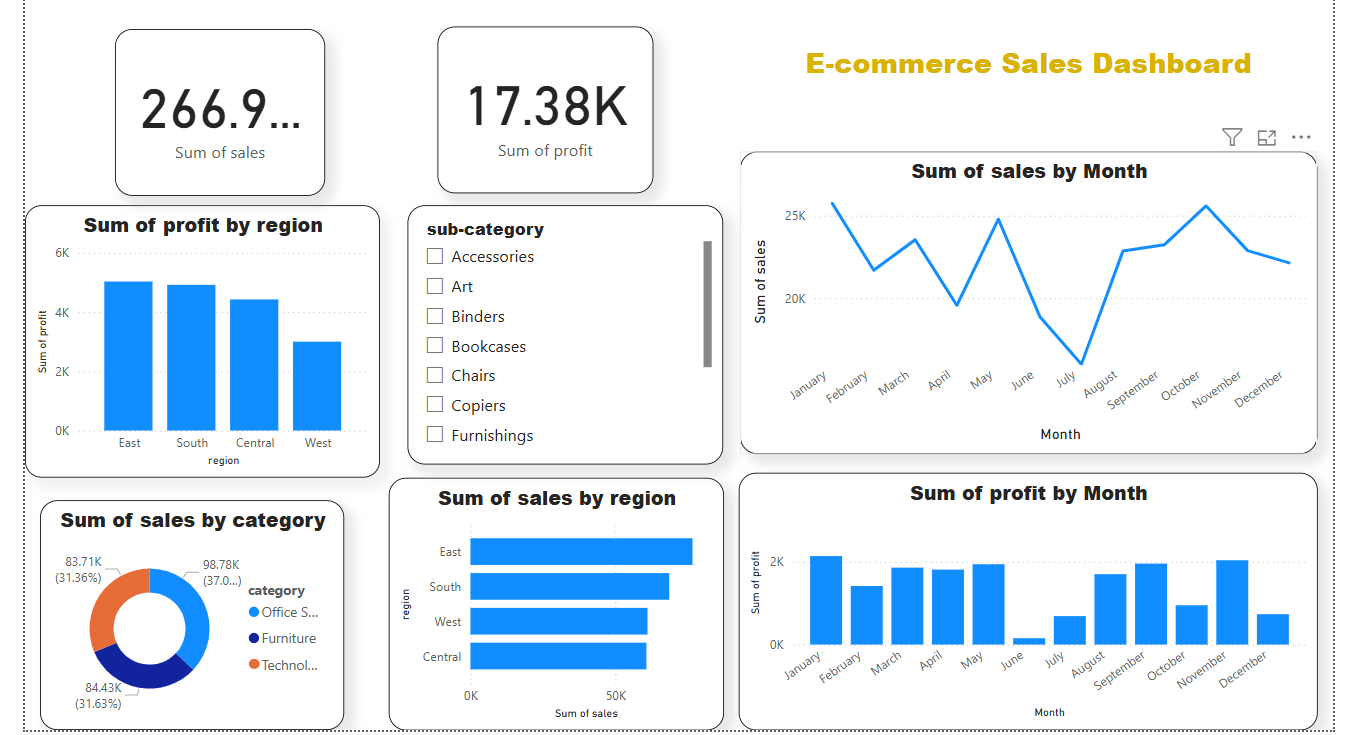 266.9...
Sum of sales
17.38K
Sum of profit
E-commerce Sales Dashboard
Sum of profit by region
6K
4K
2K
0K
Sum of profit
East
South
Central
West
region
sub-category
Accessories
Art
Binders
Bookcases
Chairs
Copiers
Furnishings
Sum of sales by Month
25K
20K
Sum of sales
January
February
March
April
May
June
July
August
September
October
November
December
Month
Sum of sales by category
83.71K
(31.36%)
98.78K
(37.0...)
84.43K
(31.63%)
category
Office S...
Furniture
Technol...
Sum of sales by region
region
East
South
West
Central
0K
50K
Sum of sales
Sum of profit by Month
2K
0K
Sum of profit
January
February
March
April
May
June
July
August
September
October
November
December
Month